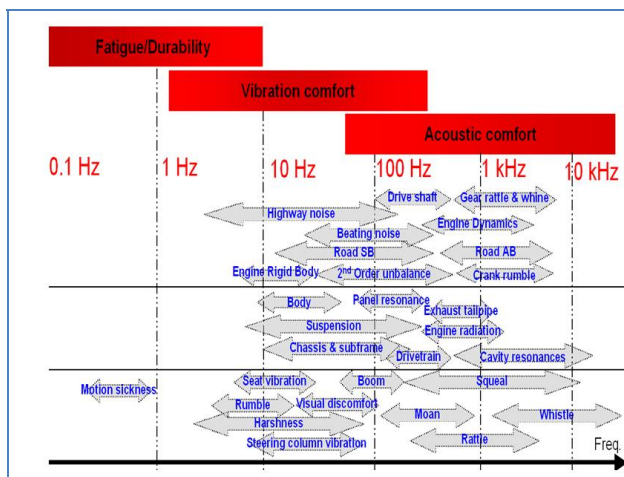 Fatigue/Durability
Vibration comfort
Acoustic comfort
0.1 Hz 1 Hz 10 Hz 100 Hz 1 kHz 10 kHz
Drive shaft Gear rattle & whine
Highway noise
Engine Dynamics
Beating noise
Road SB Road AB
Engine Rigid Body 2nd Order unbalance Crank rumble
Body Panel resonance
Exhaust tailpipe
Suspension Engine radiation
Chassis & subframe
Drivetrain Cavity resonances
Motion sickness Seat vibration Boom Squeal
Rumble Visual discomfort
Moan Whistle
Harshness
Steering column vibration Rattle Freq.